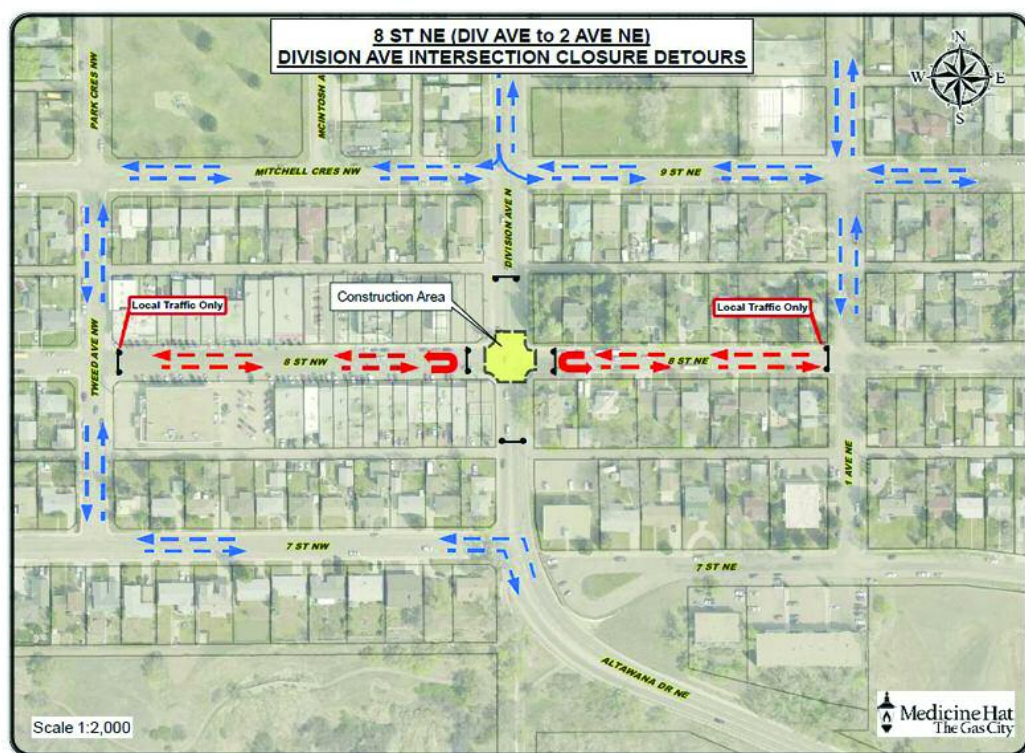 8 ST NE (DIV AVE to 2 AVE NE)
DIVISION AVE INTERSECTION CLOSURE DETOURS
N
W
E
S
PARK CRES NW
MCINTOSH A
MITCHELL CRES NW
9 ST NE
DIVISION AVE N
Local Traffic Only
Construction Area
Local Traffic Only
8 ST NW
8 ST NE
TWEED AVE NW
1 AVE NE
7 ST NW
7 ST NE
ALTAWANA DR NE
Scale 1:2,000
Medicine Hat
The Gas City